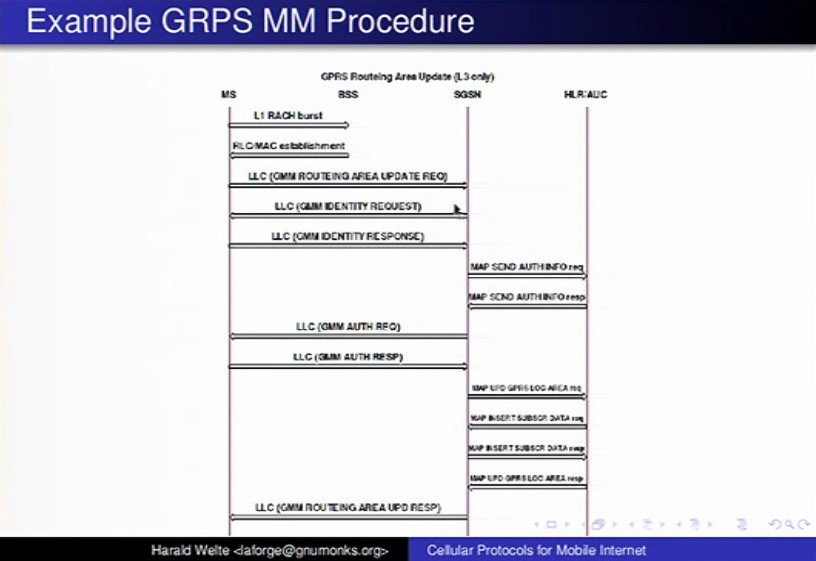 Example GRPS MM Procedure
GPRS Routeing Area Update (L3 only)
MS BSS SGSN HLR/AUC
L1 RACH burst
RLC/MAC establishment
LLC (GMM ROUTEING AREA UPDATE REQ)
LLC (GMM IDENTITY REQUEST)
LLC (GMM IDENTITY RESPONSE)
MAP SEND AUTH INFO req
MAP SEND AUTH INFO resp
LLC (GMM AUTH REQ)
LLC (GMM AUTH RESP)
MAP UPD GPRS LOC AREA req
MAP INSERT SUBSCR DATA req
MAP INSERT SUBSCR DATA resp
MAP UPD GPRS LOC AREA resp
LLC (GMM ROUTEING AREA UPD RESP)
Harald Welte <laforge@gnumonks.org> Cellular Protocols for Mobile Internet